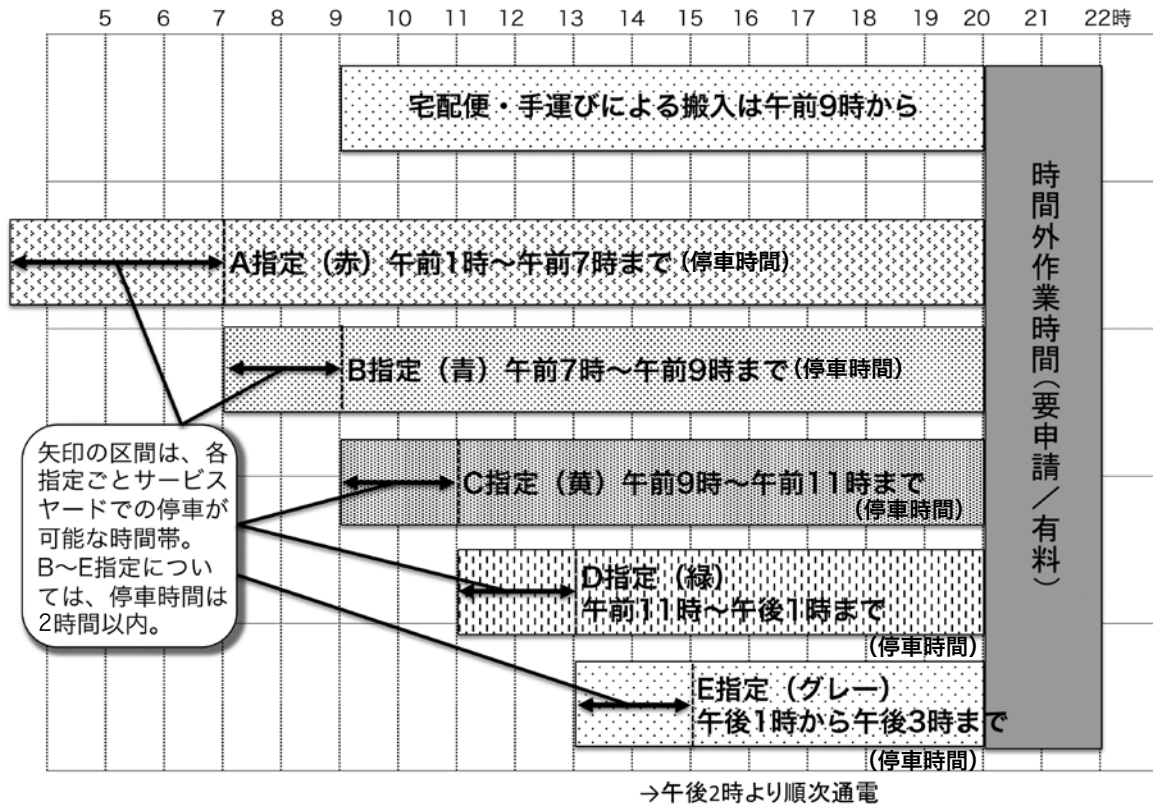 5 6 7 8 9 10 11 12 13 14 15 16 17 18 19 20 21 22時
宅配便・手運びによる搬入は午前9時から
A指定（赤）午前1時〜午前7時まで(停車時間)
B指定（青）午前7時〜午前9時まで(停車時間)
C指定（黄）午前9時〜午前11時まで
(停車時間)
D指定（緑）
午前11時〜午後1時まで
(停車時間)
E指定（グレー）
午後1時から午後3時まで
(停車時間)
時間外作業時間(要申請／有料)
矢印の区間は、各
指定ごとサービス
ヤードでの停車が
可能な時間帯。
B〜E指定につい
ては、停車時間は
2時間以内。
→午後2時より順次通電